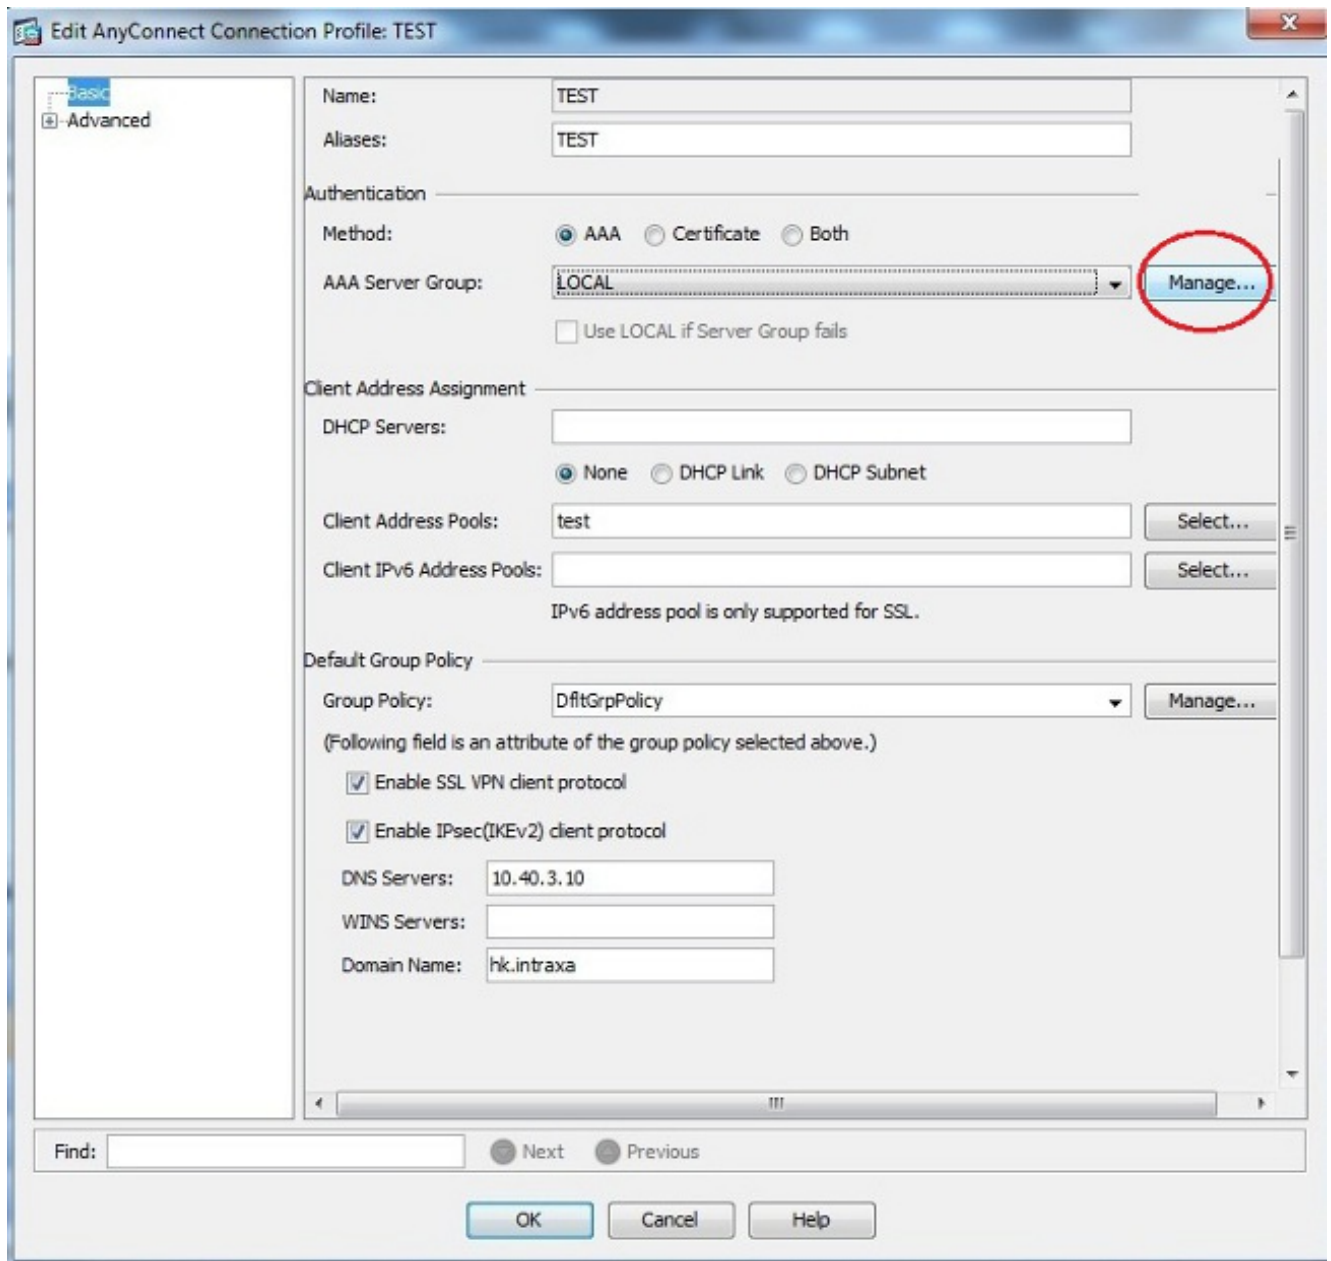 Edit AnyConnect Connection Profile: TEST
Basic
Advanced
Name: TEST
Aliases: TEST
Authentication
Method: AAA Certificate Both
AAA Server Group: LOCAL Manage...
Use LOCAL if Server Group fails
Client Address Assignment
DHCP Servers:
None DHCP Link DHCP Subnet
Client Address Pools: test Select...
Client IPv6 Address Pools: Select...
IPv6 address pool is only supported for SSL.
Default Group Policy
Group Policy: DfltGrpPolicy Manage...
(Following field is an attribute of the group policy selected above.)
Enable SSL VPN client protocol
Enable IPsec(IKEv2) client protocol
DNS Servers: 10.40.3.10
WINS Servers:
Domain Name: hk.intraxa
Find: Next Previous
OK Cancel Help